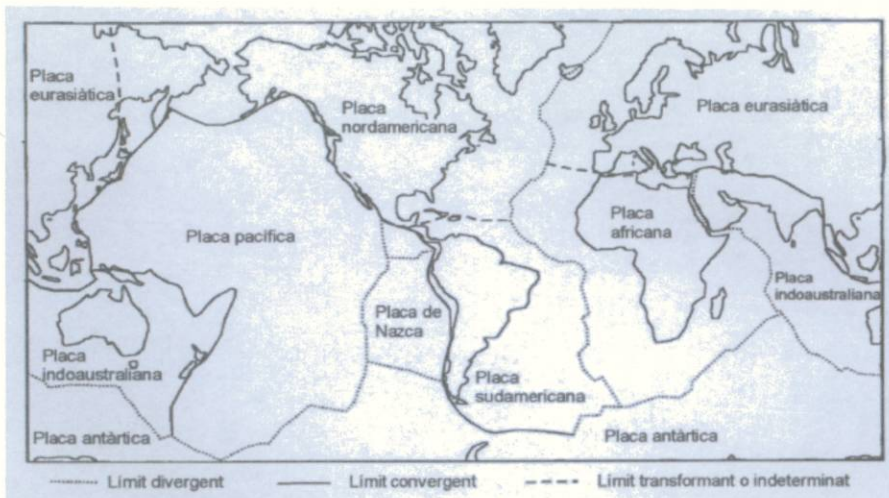 Placa
eurasiàtica
Placa
nordamericana
Placa eurasiàtica
Placa pacífica
Placa
africana
Placa
indoaustraliana
Placa de
Nazca
Placa
indoaustraliana
Placa
sudamericana
Placa antàrtica
Placa antàrtica
Límit divergent
Límit convergent
Límit transformant o indeterminat